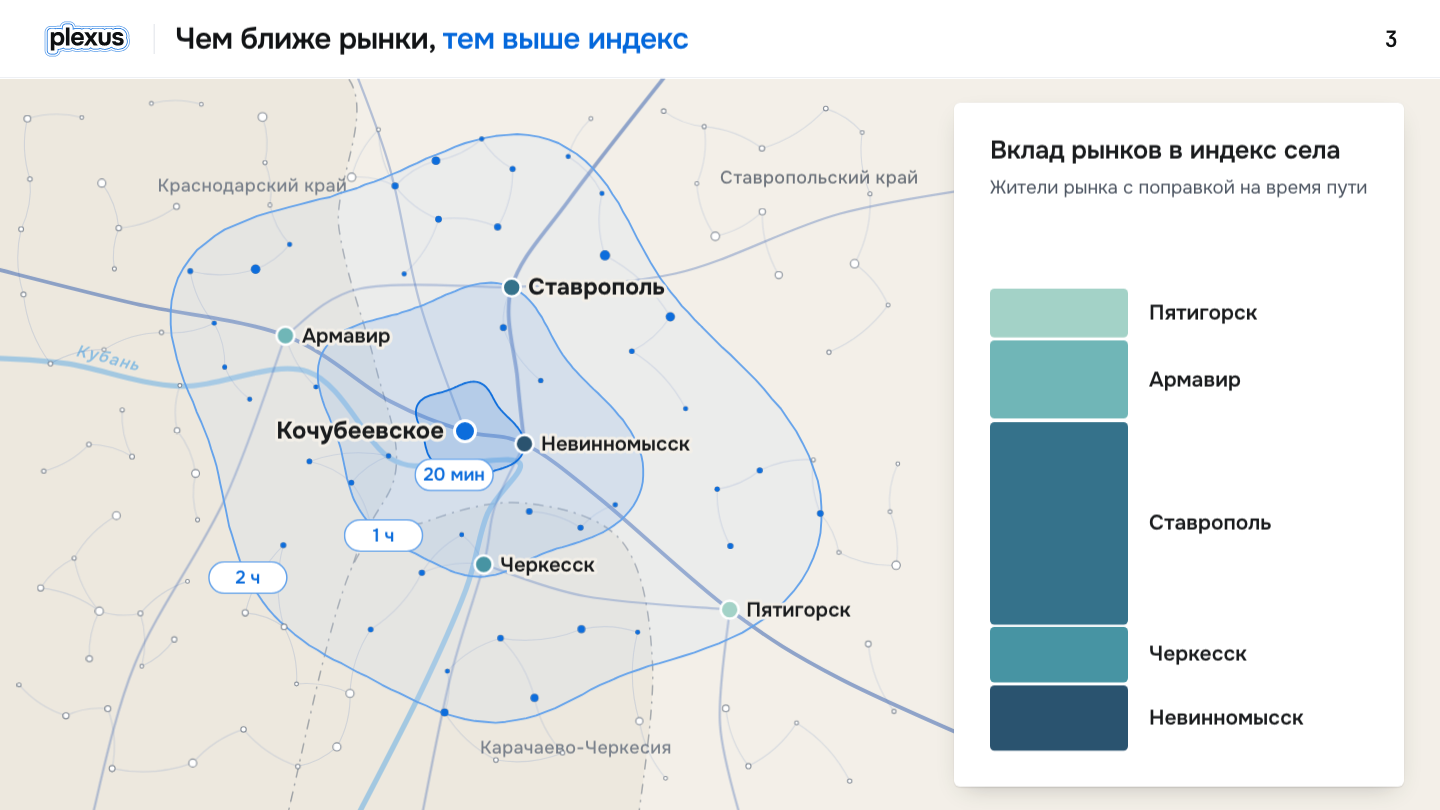 plexus
Чем ближе рынки, тем выше индекс
3
Краснодарский край
Ставропольский край
Ставрополь
Армавир
Кубань
Кочубеевское
Невинномысск
20 мин
1 ч
2 ч
Черкесск
Пятигорск
Карачаево-Черкесия
Вклад рынков в индекс села
Жители рынка с поправкой на время пути
Пятигорск
Армавир
Ставрополь
Черкесск
Невинномысск